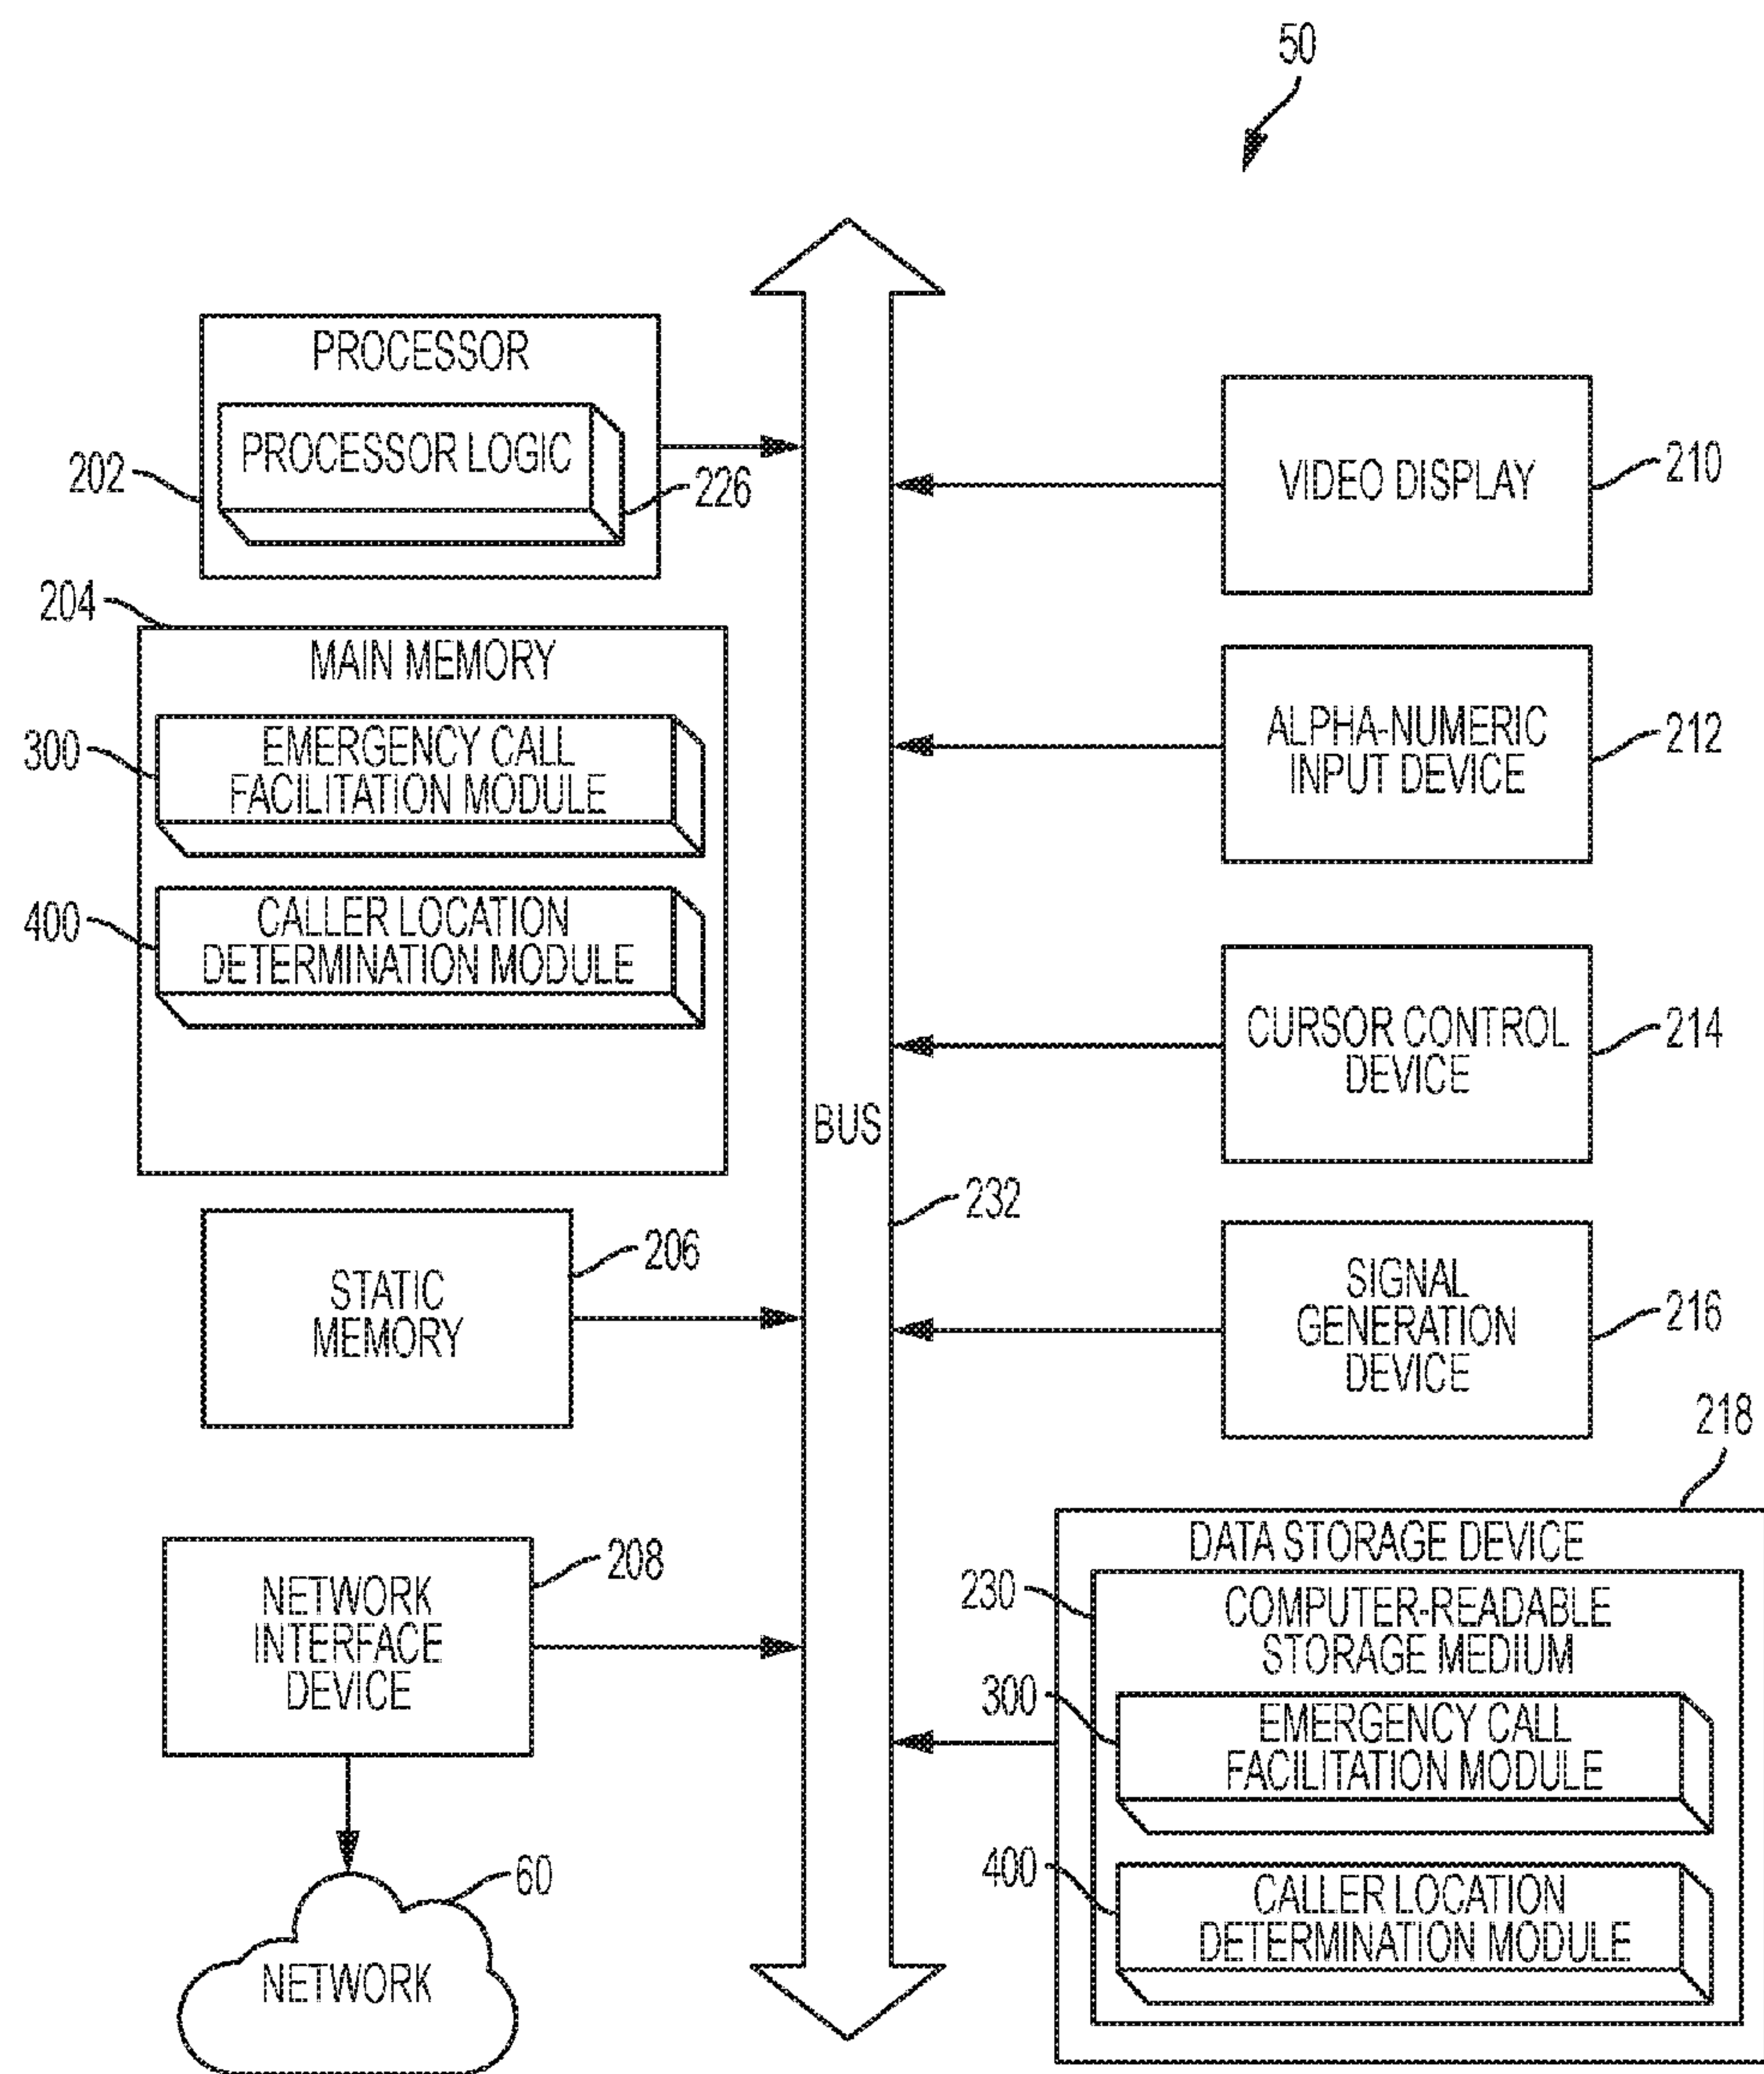 50
PROCESSOR
PROCESSOR LOGIC
202
226
204
MAIN MEMORY
300
EMERGENCY CALL
FACILITATION MODULE
400
CALLER LOCATION
DETERMINATION MODULE
STATIC
MEMORY
206
NETWORK
INTERFACE
DEVICE
208
60
NETWORK
BUS
232
VIDEO DISPLAY
210
ALPHA-NUMERIC
INPUT DEVICE
212
CURSOR CONTROL
DEVICE
214
SIGNAL
GENERATION
DEVICE
216
218
DATA STORAGE DEVICE
230
COMPUTER-READABLE
STORAGE MEDIUM
300
EMERGENCY CALL
FACILITATION MODULE
400
CALLER LOCATION
DETERMINATION MODULE